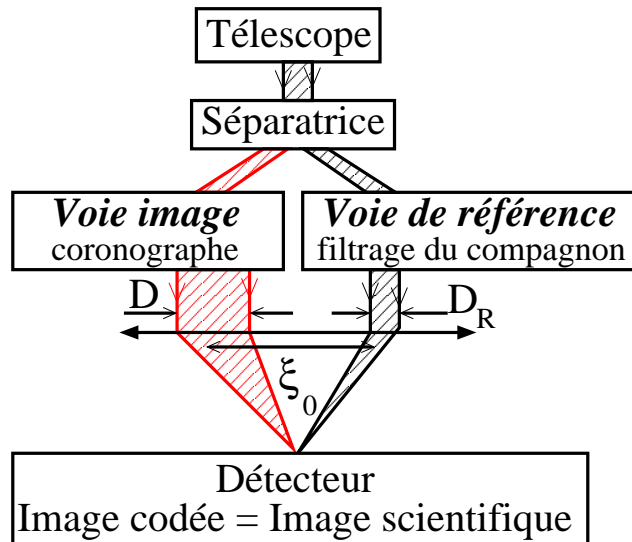 Télescope
Séparatrice
Voie image
coronographe
Voie de référence
filtrage du compagnon
D
D_R
ξ_0
Détecteur
Image codée = Image scientifique